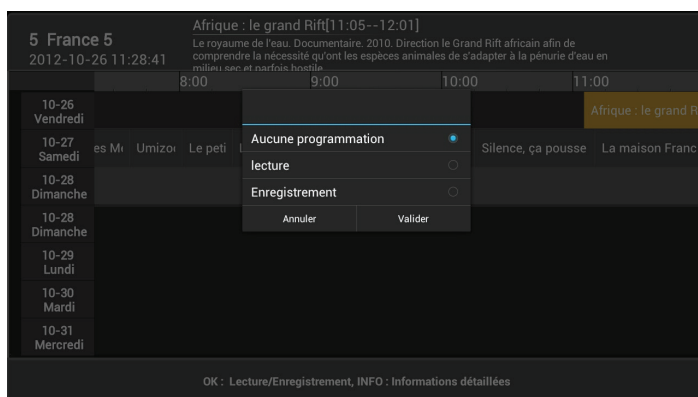 5 France 5
2012-10-26 11:28:41
Afrique : le grand Rift[11:05--12:01]
Le royaume de l'eau. Documentaire. 2010. Direction le Grand Rift africain afin de
comprendre la nécessité qu'ont les espèces animales de s'adapter à la pénurie d'eau en
milieu sec et parfois hostile
8:00 9:00 10:00 11:00
10-26
Vendredi
Afrique : le grand R
10-27
Samedi
es M Umizo Le peti Silence, ça pousse La maison Franc
10-28
Dimanche
10-28
Dimanche
10-29
Lundi
10-30
Mardi
10-31
Mercredi
Aucune programmation
lecture
Enregistrement
Annuler Valider
OK : Lecture/Enregistrement, INFO : Informations détaillées